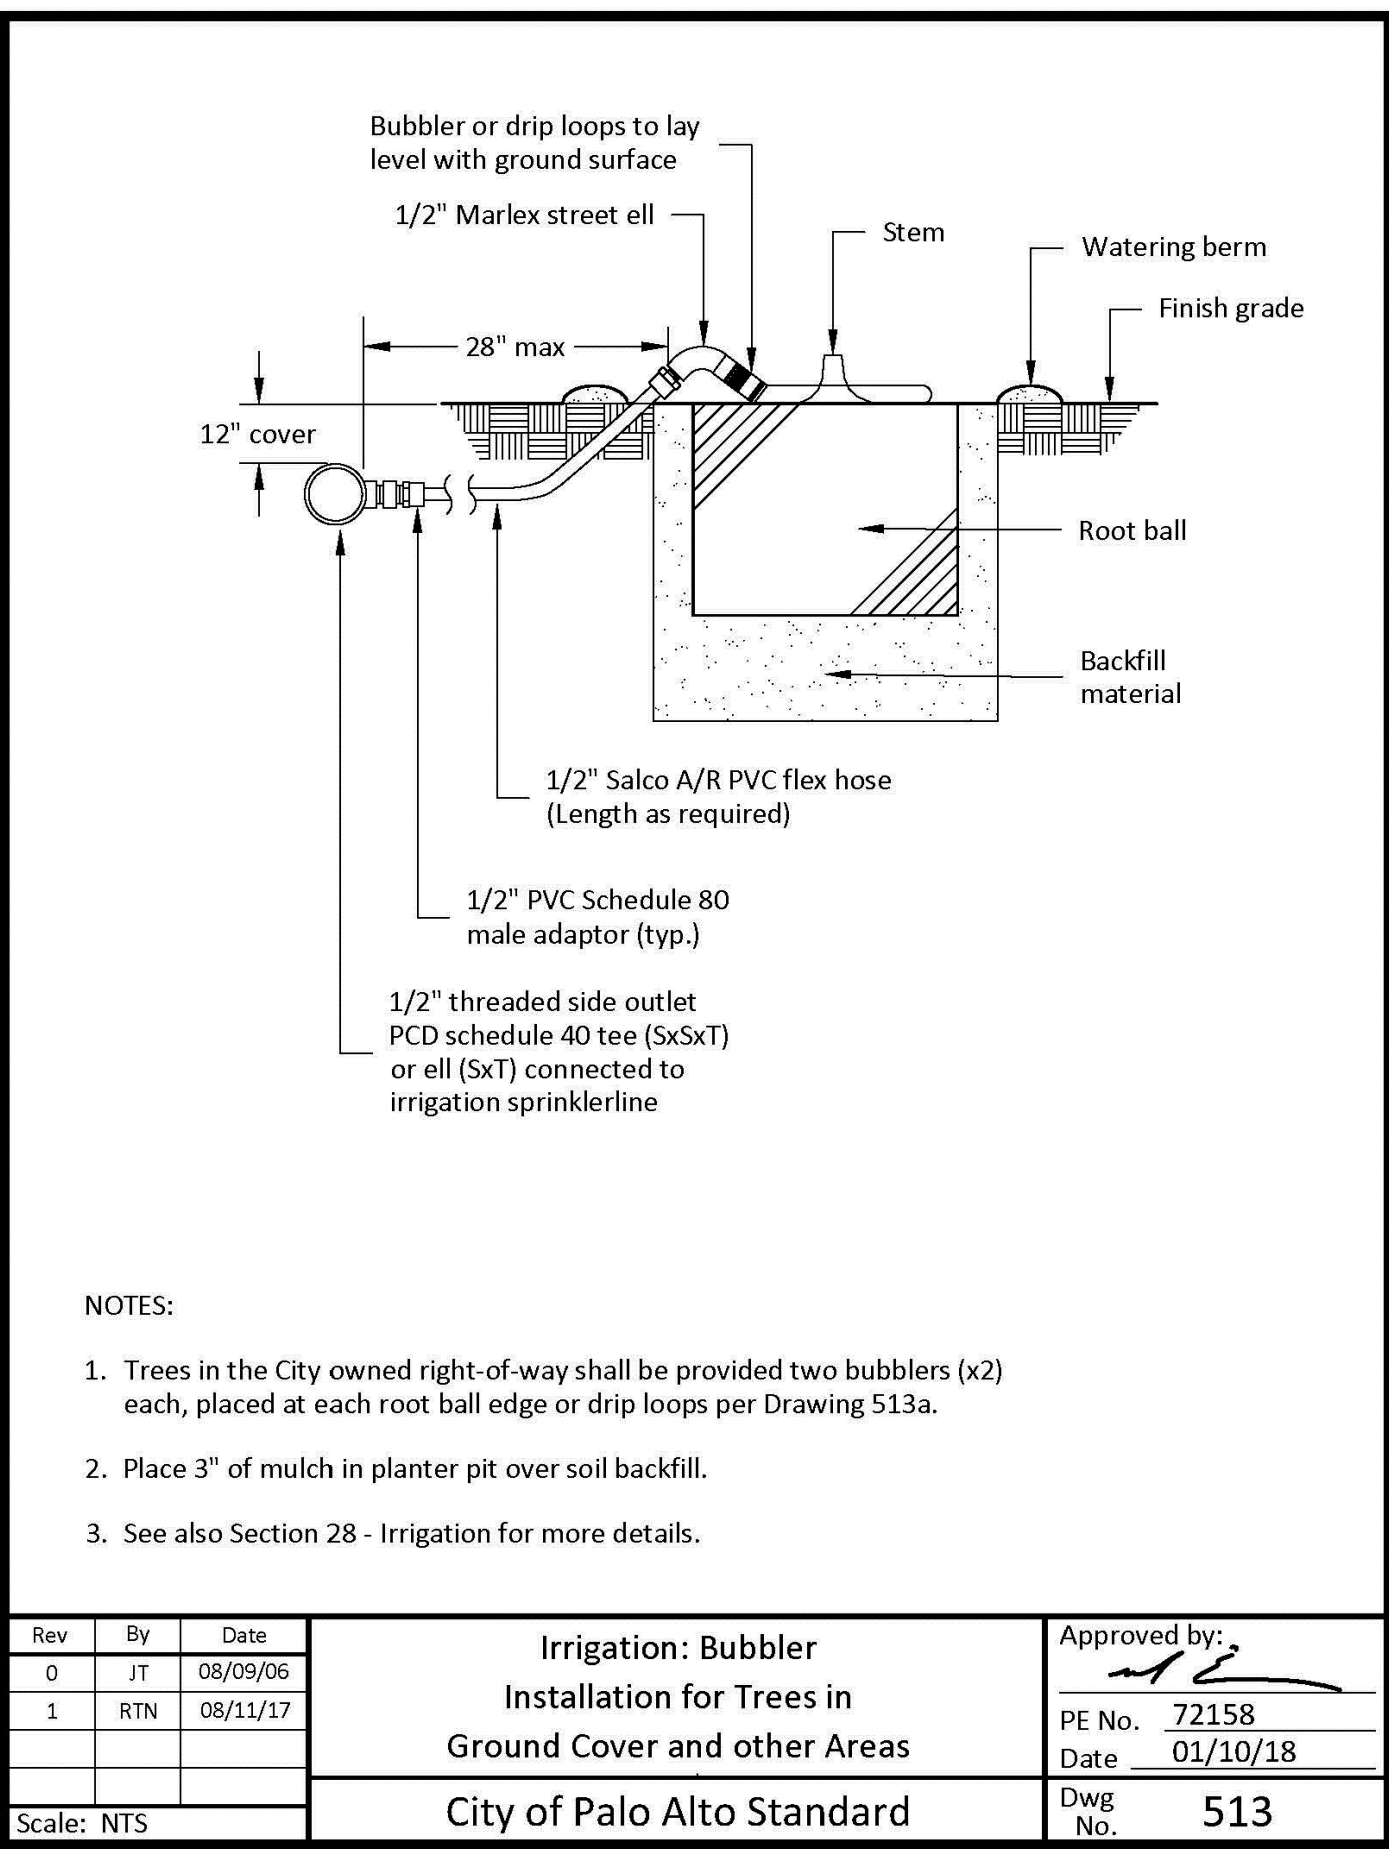 Bubbler or drip loops to lay
level with ground surface
1/2" Marlex street ell
Stem
Watering berm
Finish grade
28" max
12" cover
Root ball
Backfill
material
1/2" Salco A/R PVC flex hose
(Length as required)
1/2" PVC Schedule 80
male adaptor (typ.)
1/2" threaded side outlet
PCD schedule 40 tee (SxSxT)
or ell (SxT) connected to
irrigation sprinklerline
NOTES:
1. Trees in the City owned right-of-way shall be provided two bubblers (x2)
each, placed at each root ball edge or drip loops per Drawing 513a.
2. Place 3" of mulch in planter pit over soil backfill.
3. See also Section 28 - Irrigation for more details.
Rev By Date
0 JT 08/09/06
1 RTN 08/11/17
Scale: NTS
Irrigation: Bubbler
Installation for Trees in
Ground Cover and other Areas
City of Palo Alto Standard
Approved by:
PE No. 72158
Date 01/10/18
Dwg
No. 513